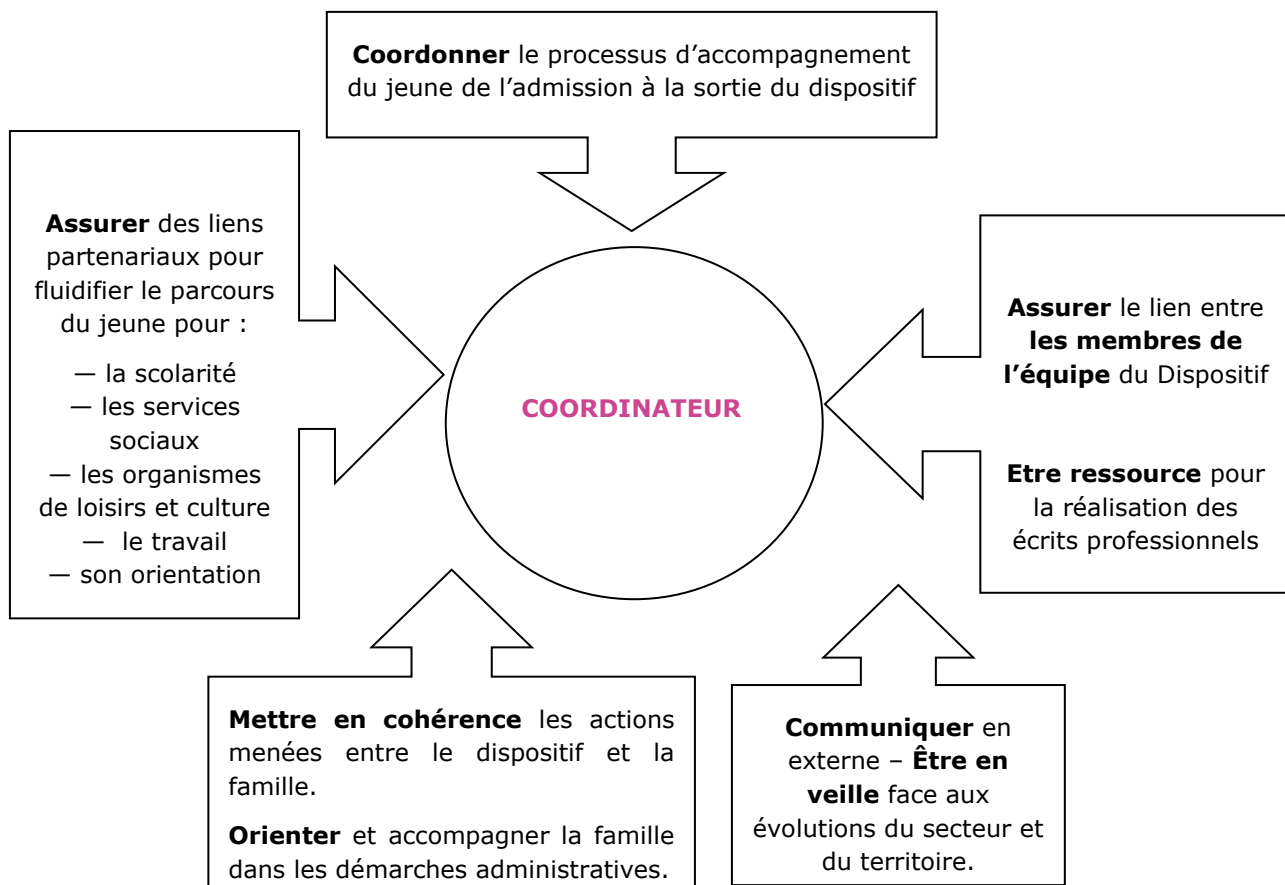 Coordonner le processus d’accompagnement
du jeune de l’admission à la sortie du dispositif
Assurer des liens
partenariaux pour
fluidifier le parcours
du jeune pour :
— la scolarité
— les services
sociaux
— les organismes
de loisirs et culture
— le travail
— son orientation
COORDINATEUR
Assurer le lien entre
les membres de
l’équipe du Dispositif
Etre ressource pour
la réalisation des
écrits professionnels
Mettre en cohérence les actions
menées entre le dispositif et la
famille.
Orienter et accompagner la famille
dans les démarches administratives.
Communiquer en
externe – Être en
veille face aux
évolutions du secteur et
du territoire.